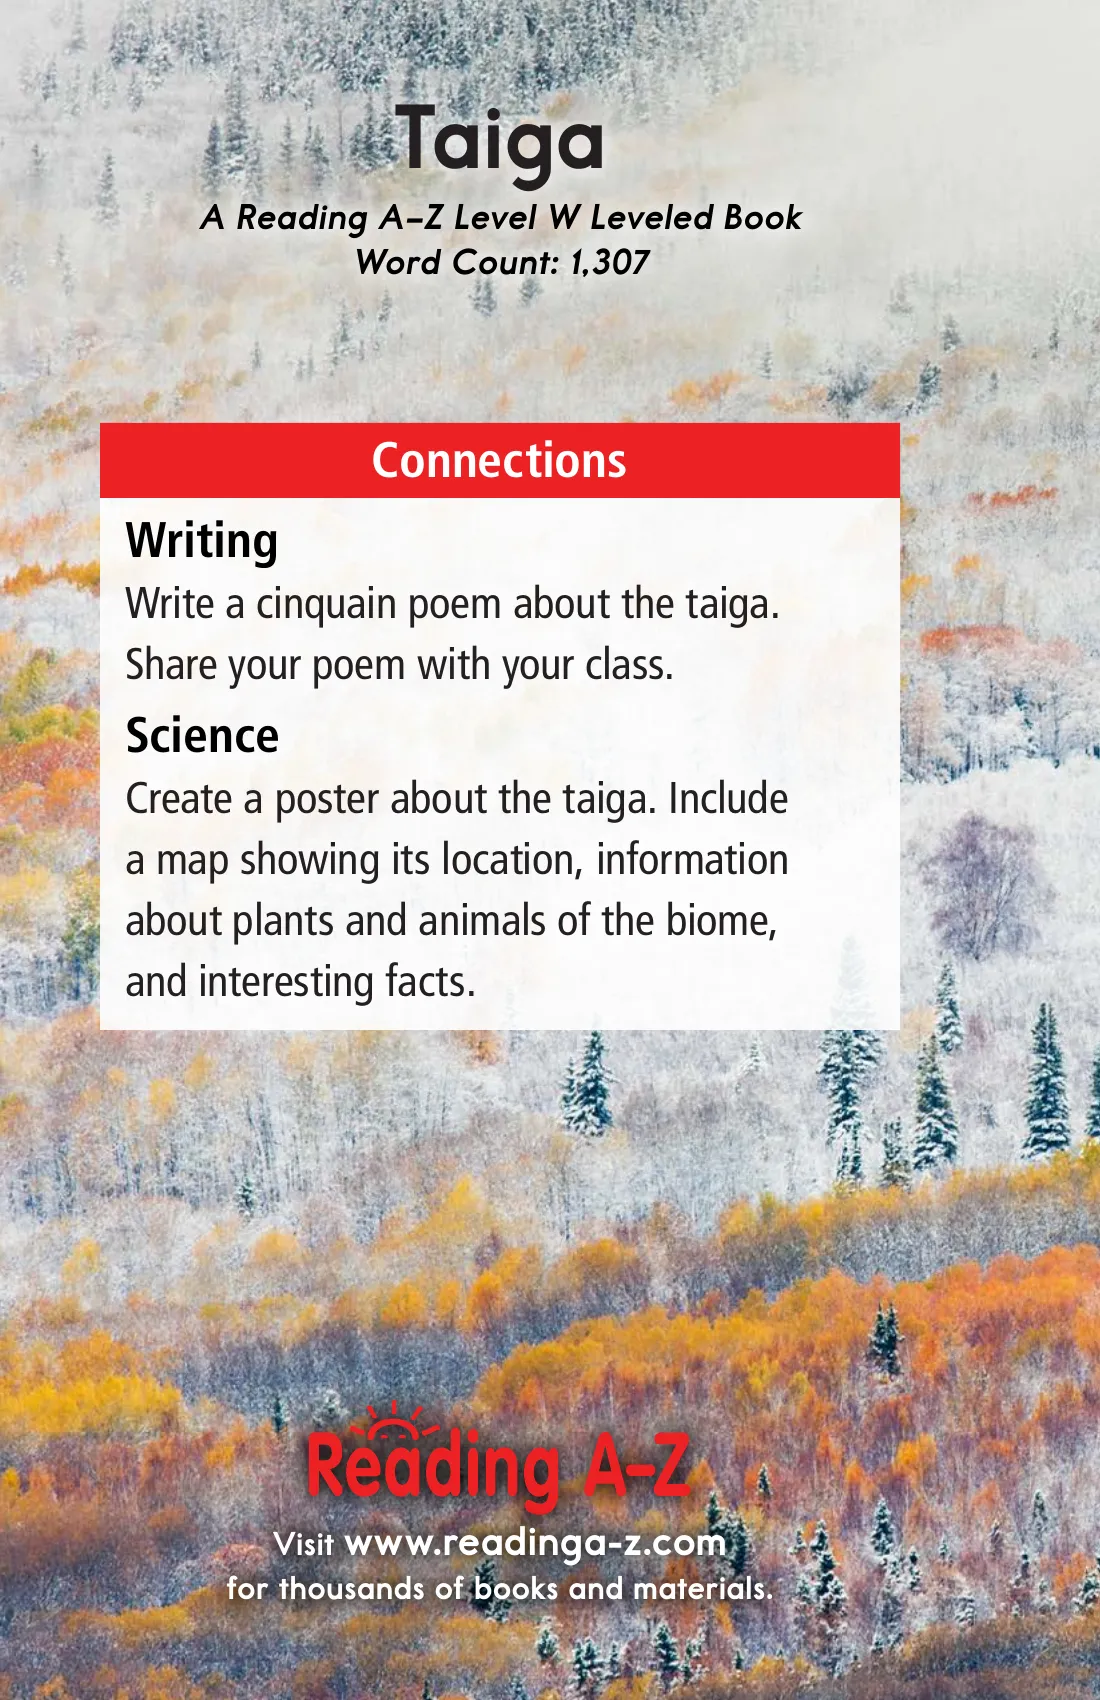 Taiga
A Reading A–Z Level W Leveled Book
Word Count: 1,307
Connections
Writing
Write a cinquain poem about the taiga.
Share your poem with your class.
Science
Create a poster about the taiga. Include
a map showing its location, information
about plants and animals of the biome,
and interesting facts.
Reading A–Z
Visit www.readinga-z.com
for thousands of books and materials.